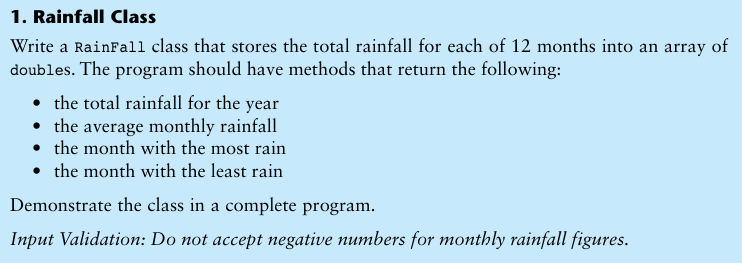 1. Rainfall Class
Write a RainFall class that stores the total rainfall for each of 12 months into an array of
doubles. The program should have methods that return the following:
• the total rainfall for the year
• the average monthly rainfall
• the month with the most rain
• the month with the least rain
Demonstrate the class in a complete program.
Input Validation: Do not accept negative numbers for monthly rainfall figures.